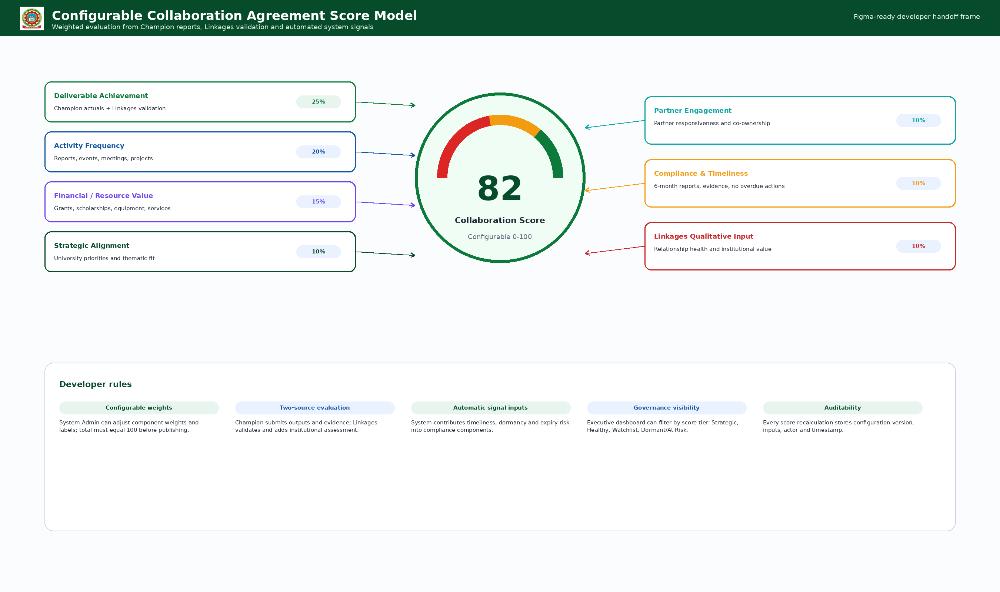 Configurable Collaboration Agreement Score Model
Weighted evaluation from Champion reports, Linkages validation and automated system signals
Figma-ready developer handoff frame
Deliverable Achievement
Champion actuals + Linkages validation
25%
Activity Frequency
Reports, events, meetings, projects
20%
Financial / Resource Value
Grants, scholarships, equipment, services
15%
Strategic Alignment
University priorities and thematic fit
10%
82
Collaboration Score
Configurable 0-100
Partner Engagement
Partner responsiveness and co-ownership
10%
Compliance & Timeliness
6-month reports, evidence, no overdue actions
10%
Linkages Qualitative Input
Relationship health and institutional value
10%
Developer rules
Configurable weights
System Admin can adjust component weights and
labels; total must equal 100 before publishing.
Two-source evaluation
Champion submits outputs and evidence; Linkages
validates and adds institutional assessment.
Automatic signal inputs
System contributes timeliness, dormancy and expiry risk
into compliance components.
Governance visibility
Executive dashboard can filter by score tier: Strategic,
Healthy, Watchlist, Dormant/At Risk.
Auditability
Every score recalculation stores configuration version,
inputs, actor and timestamp.